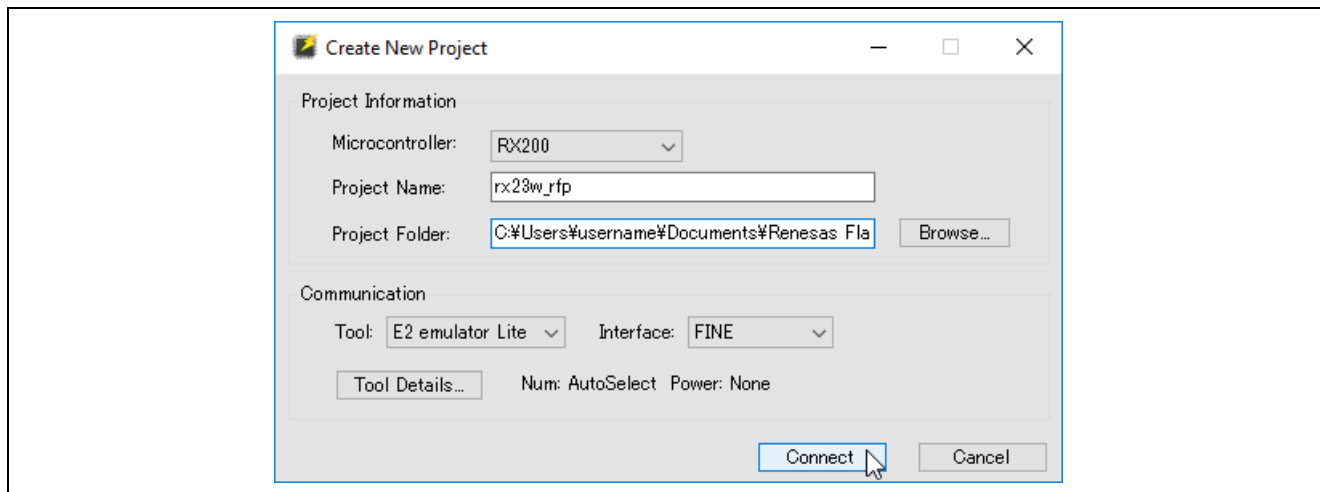 Create New Project
Project Information
Microcontroller: RX200
Project Name: rx23w_rfp
Project Folder: C:¥Users¥username¥Documents¥Renesas Fla Browse...
Communication
Tool: E2 emulator Lite Interface: FINE
Tool Details... Num: AutoSelect Power: None
Connect Cancel